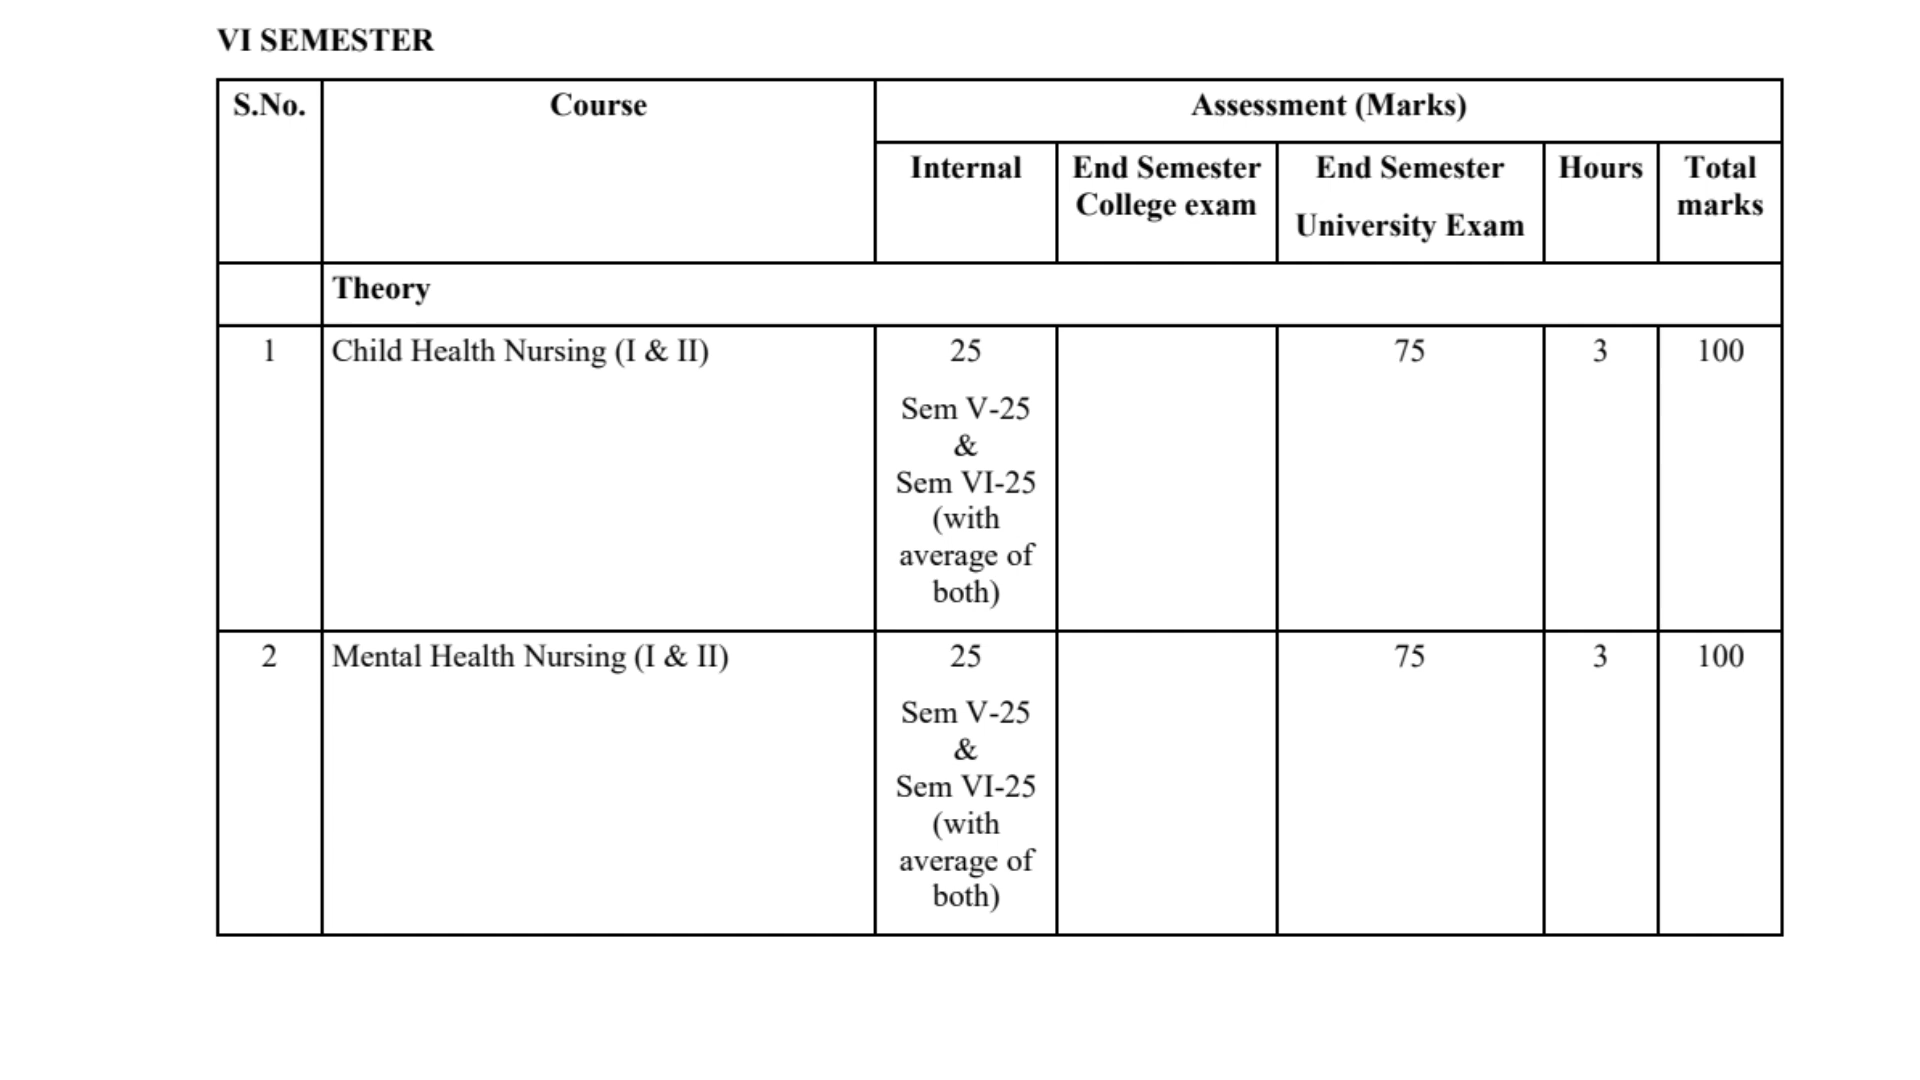 VI SEMESTER
S.No. Course Assessment (Marks)
Internal End Semester College exam End Semester University Exam Hours Total marks
Theory
1 Child Health Nursing (I & II) 25 75 3 100
Sem V-25
&
Sem VI-25
(with
average of
both)
2 Mental Health Nursing (I & II) 25 75 3 100
Sem V-25
&
Sem VI-25
(with
average of
both)